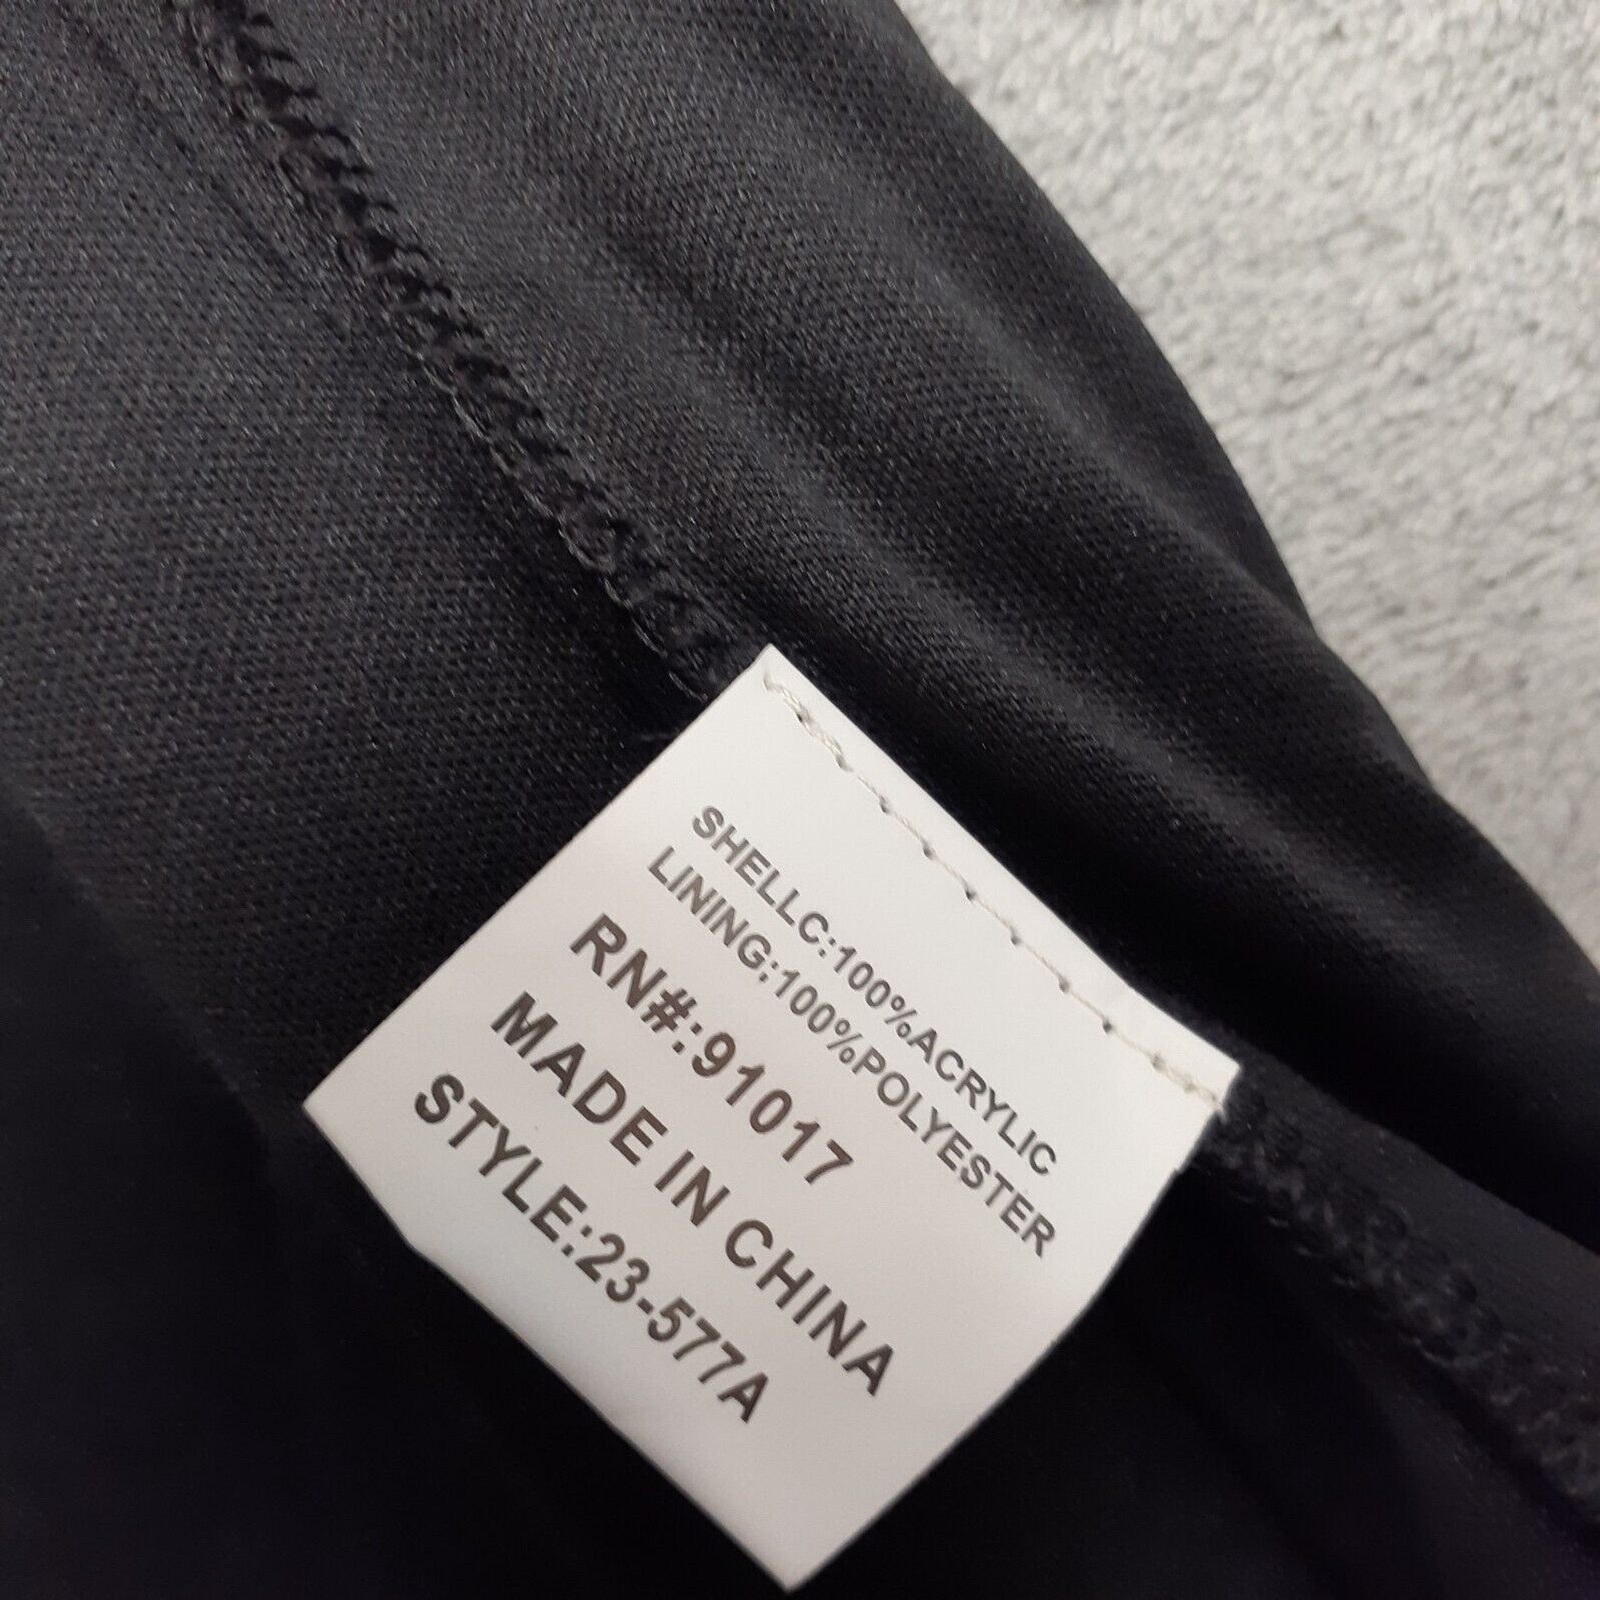 SHELLC:100%ACRYLIC
LINING:100%POLYESTER
RN#:91017
MADE IN CHINA
STYLE:23-577A